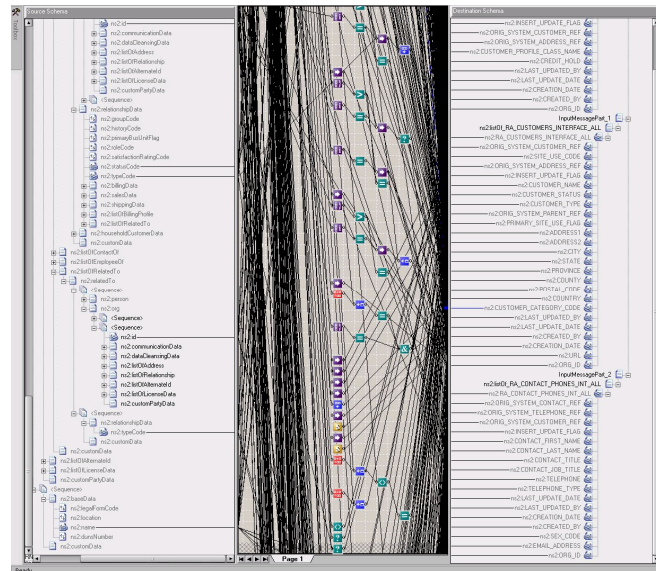 Source Schema
Toolbox
ns2:id
ns2:communicationData
ns2:dataCleansingData
ns2:listOfAddress
ns2:listOfRelationship
ns2:listOfAlternateId
ns2:listOfLicenseData
ns2:customPartyData
<Sequence>
ns2:relationshipData
ns2:groupCode
ns2:historyCode
ns2:primaryBusUnitFlag
ns2:roleCode
ns2:satisfactionRatingCode
ns2:statusCode
ns2:typeCode
ns2:billingData
ns2:salesData
ns2:shippingData
ns2:listOfBillingProfile
ns2:listOfRelatedTo
ns2:householdCustomerData
ns2:customData
ns2:listOfContactOf
ns2:listOfEmployeeOf
ns2:listOfRelatedTo
ns2:relatedTo
<Sequence>
ns2:person
ns2:org
<Sequence>
<Sequence>
ns2:id
ns2:communicationData
ns2:dataCleansingData
ns2:listOfAddress
ns2:listOfRelationship
ns2:listOfAlternateId
ns2:listOfLicenseData
ns2:customPartyData
<Sequence>
ns2:relationshipData
ns2:typeCode
ns2:customData
ns2:customData
ns2:listOfAlternateId
ns2:listOfLicenseData
ns2:customPartyData
<Sequence>
ns2:baseData
ns2:legalFormCode
ns2:location
ns2:name
ns2:dunsNumber
ns2:customData
Page 1
Ready
Destination Schema
ns2:INSERT_UPDATE_FLAG
ns2:ORIG_SYSTEM_CUSTOMER_REF
ns2:ORIG_SYSTEM_ADDRESS_REF
ns2:CUSTOMER_PROFILE_CLASS_NAME
ns2:CREDIT_HOLD
ns2:LAST_UPDATED_BY
ns2:LAST_UPDATE_DATE
ns2:CREATION_DATE
ns2:CREATED_BY
ns2:ORG_ID
InputMessagePart_1
ns2:listOf_RA_CUSTOMERS_INTERFACE_ALL
ns2:RA_CUSTOMERS_INTERFACE_ALL
ns2:ORIG_SYSTEM_CUSTOMER_REF
ns2:SITE_USE_CODE
ns2:ORIG_SYSTEM_ADDRESS_REF
ns2:INSERT_UPDATE_FLAG
ns2:CUSTOMER_NAME
ns2:CUSTOMER_STATUS
ns2:CUSTOMER_TYPE
ns2:ORIG_SYSTEM_PARENT_REF
ns2:PRIMARY_SITE_USE_FLAG
ns2:ADDRESS1
ns2:ADDRESS2
ns2:CITY
ns2:STATE
ns2:PROVINCE
ns2:COUNTY
ns2:POSTAL_CODE
ns2:COUNTRY
ns2:CUSTOMER_CATEGORY_CODE
ns2:LAST_UPDATED_BY
ns2:LAST_UPDATE_DATE
ns2:CREATED_BY
ns2:CREATION_DATE
ns2:URL
ns2:ORG_ID
InputMessagePart_2
ns2:listOf_RA_CONTACT_PHONES_INT_ALL
ns2:RA_CONTACT_PHONES_INT_ALL
ns2:ORIG_SYSTEM_CONTACT_REF
ns2:ORIG_SYSTEM_TELEPHONE_REF
ns2:ORIG_SYSTEM_CUSTOMER_REF
ns2:INSERT_UPDATE_FLAG
ns2:CONTACT_FIRST_NAME
ns2:CONTACT_LAST_NAME
ns2:CONTACT_TITLE
ns2:CONTACT_JOB_TITLE
ns2:TELEPHONE
ns2:TELEPHONE_TYPE
ns2:LAST_UPDATE_DATE
ns2:LAST_UPDATED_BY
ns2:CREATION_DATE
ns2:CREATED_BY
ns2:SEX_CODE
ns2:EMAIL_ADDRESS
ns2:ORG_ID